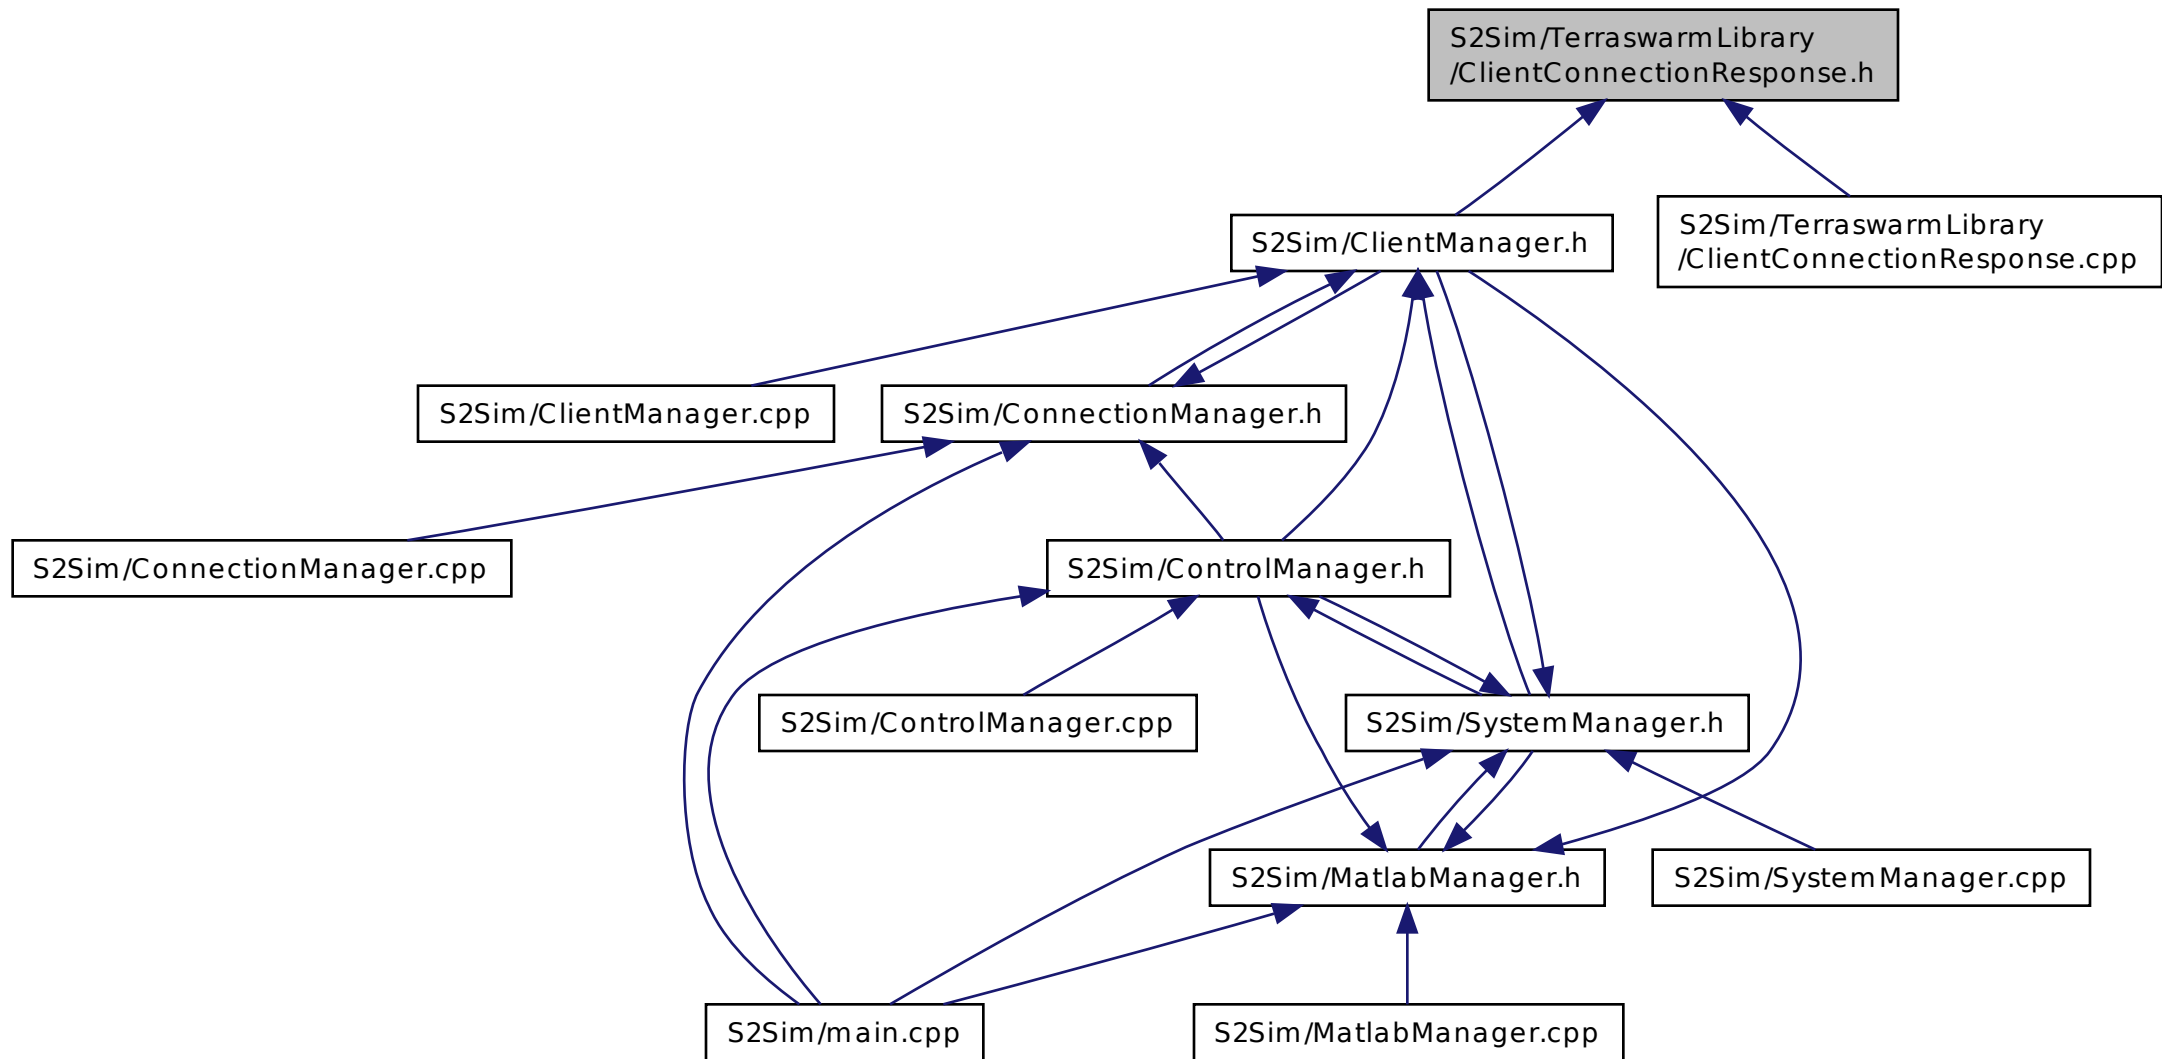 S2Sim/TerraswarmLibrary
/ClientConnectionResponse.h
S2Sim/ClientManager.h
S2Sim/TerraswarmLibrary
/ClientConnectionResponse.cpp
S2Sim/ClientManager.cpp
S2Sim/ConnectionManager.h
S2Sim/ConnectionManager.cpp
S2Sim/ControlManager.h
S2Sim/ControlManager.cpp
S2Sim/SystemManager.h
S2Sim/MatlabManager.h
S2Sim/SystemManager.cpp
S2Sim/main.cpp
S2Sim/MatlabManager.cpp